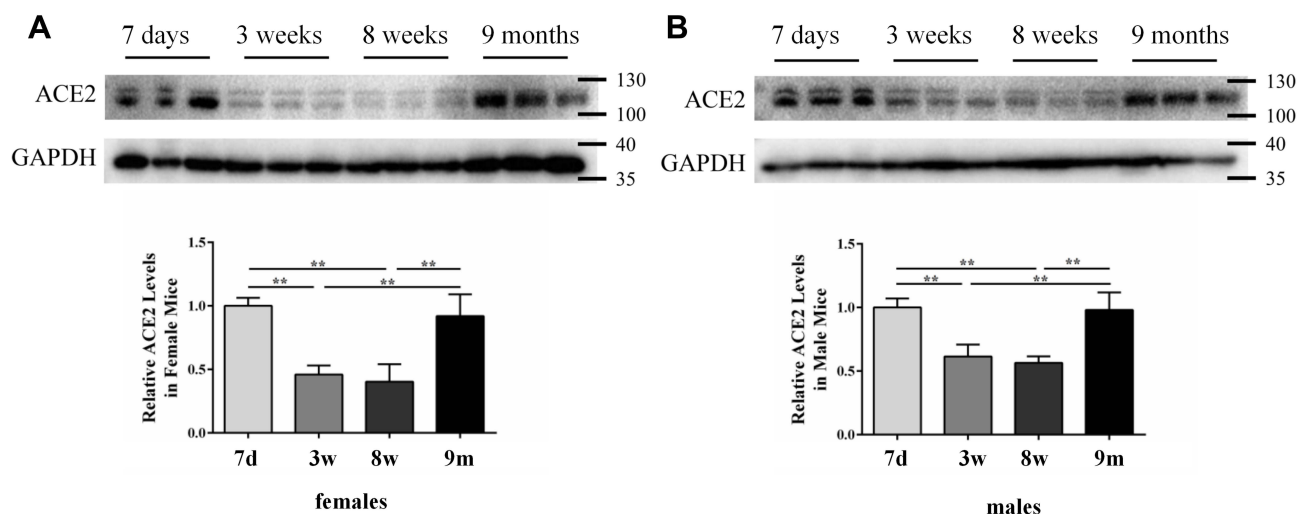 A
7 days 3 weeks 8 weeks 9 months
ACE2
130
100
GAPDH
40
35
Relative ACE2 Levels
in Female Mice
1.5
1.0
0.5
0.0
** **
** **
7d 3w 8w 9m
females
B
7 days 3 weeks 8 weeks 9 months
ACE2
130
100
GAPDH
40
35
Relative ACE2 Levels
in Male Mice
1.5
1.0
0.5
0.0
** **
** **
7d 3w 8w 9m
males